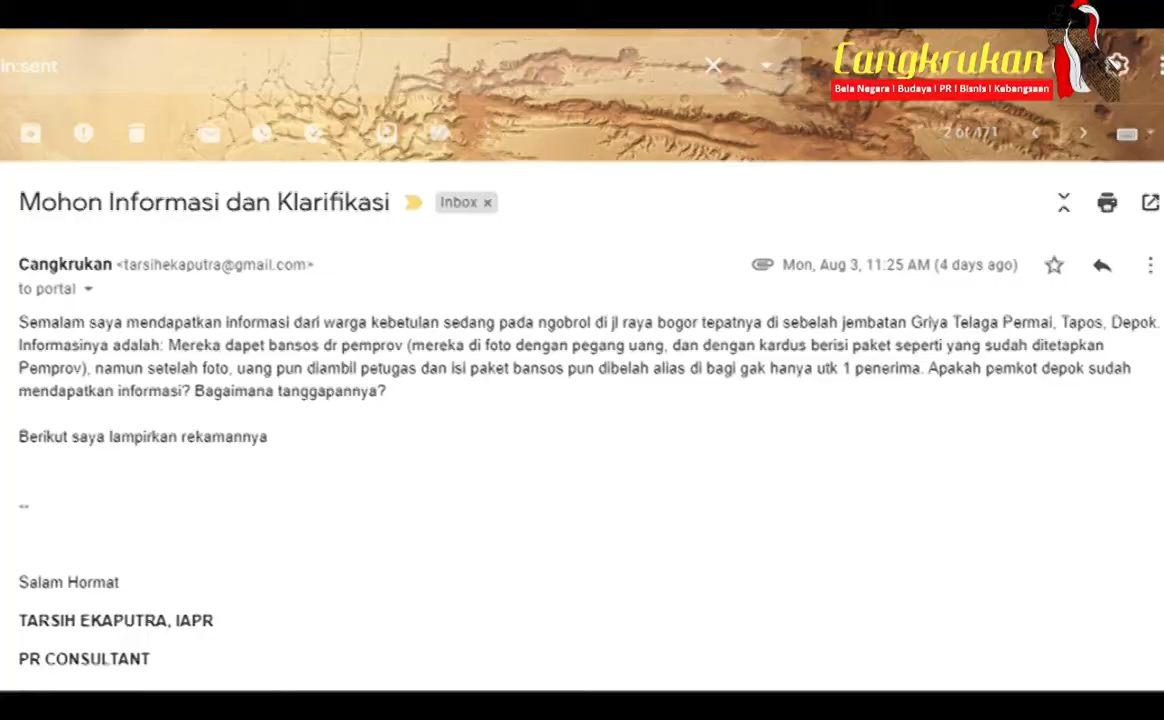 Cangkrukan
Bela Negara | Budaya | PR | Bisnis | Kebangsaan
in:sent
2 of 471
Mohon Informasi dan Klarifikasi
Inbox x
Cangkrukan <tarsihekaputra@gmail.com>
Mon, Aug 3, 11:25 AM (4 days ago)
to portal
Semalam saya mendapatkan informasi dari warga kebetulan sedang pada ngobrol di jl raya bogor tepatnya di sebelah jembatan Griya Telaga Permai, Tapos, Depok.
Informasinya adalah: Mereka dapet bansos dr pemprov (mereka di foto dengan pegang uang, dan dengan kardus berisi paket seperti yang sudah ditetapkan
Pemprov), namun setelah foto, uang pun diambil petugas dan isi paket bansos pun dibelah alias di bagi gak hanya utk 1 penerima. Apakah pemkot depok sudah
mendapatkan informasi? Bagaimana tanggapannya?
Berikut saya lampirkan rekamannya
--
Salam Hormat
TARSIH EKAPUTRA, IAPR
PR CONSULTANT